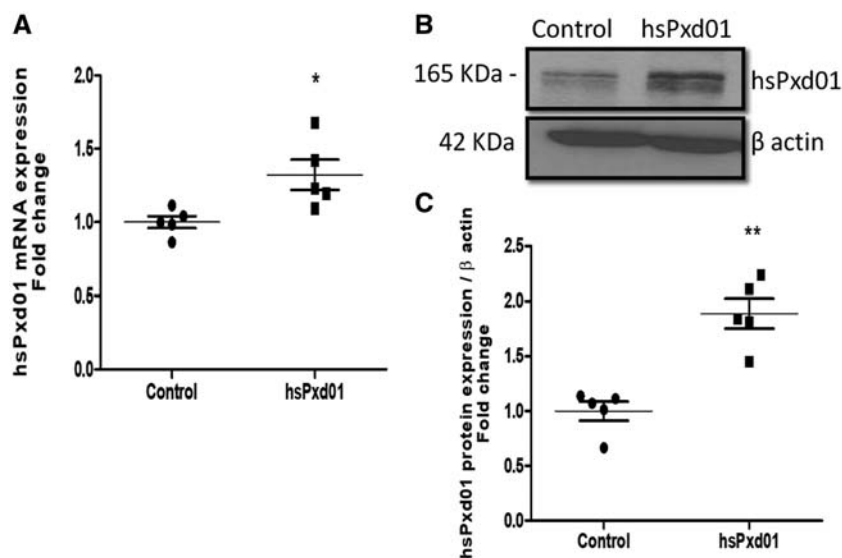 A
hsPxd01 mRNA expression
Fold change
2.0
1.5
1.0
0.5
0.0
*
Control
hsPxd01
B
Control hsPxd01
165 KDa -
hsPxd01
42 KDa
β actin
C
hsPxd01 protein expression / β actin
Fold change
2.5
2.0
1.5
1.0
0.5
0.0
**
Control
hsPxd01